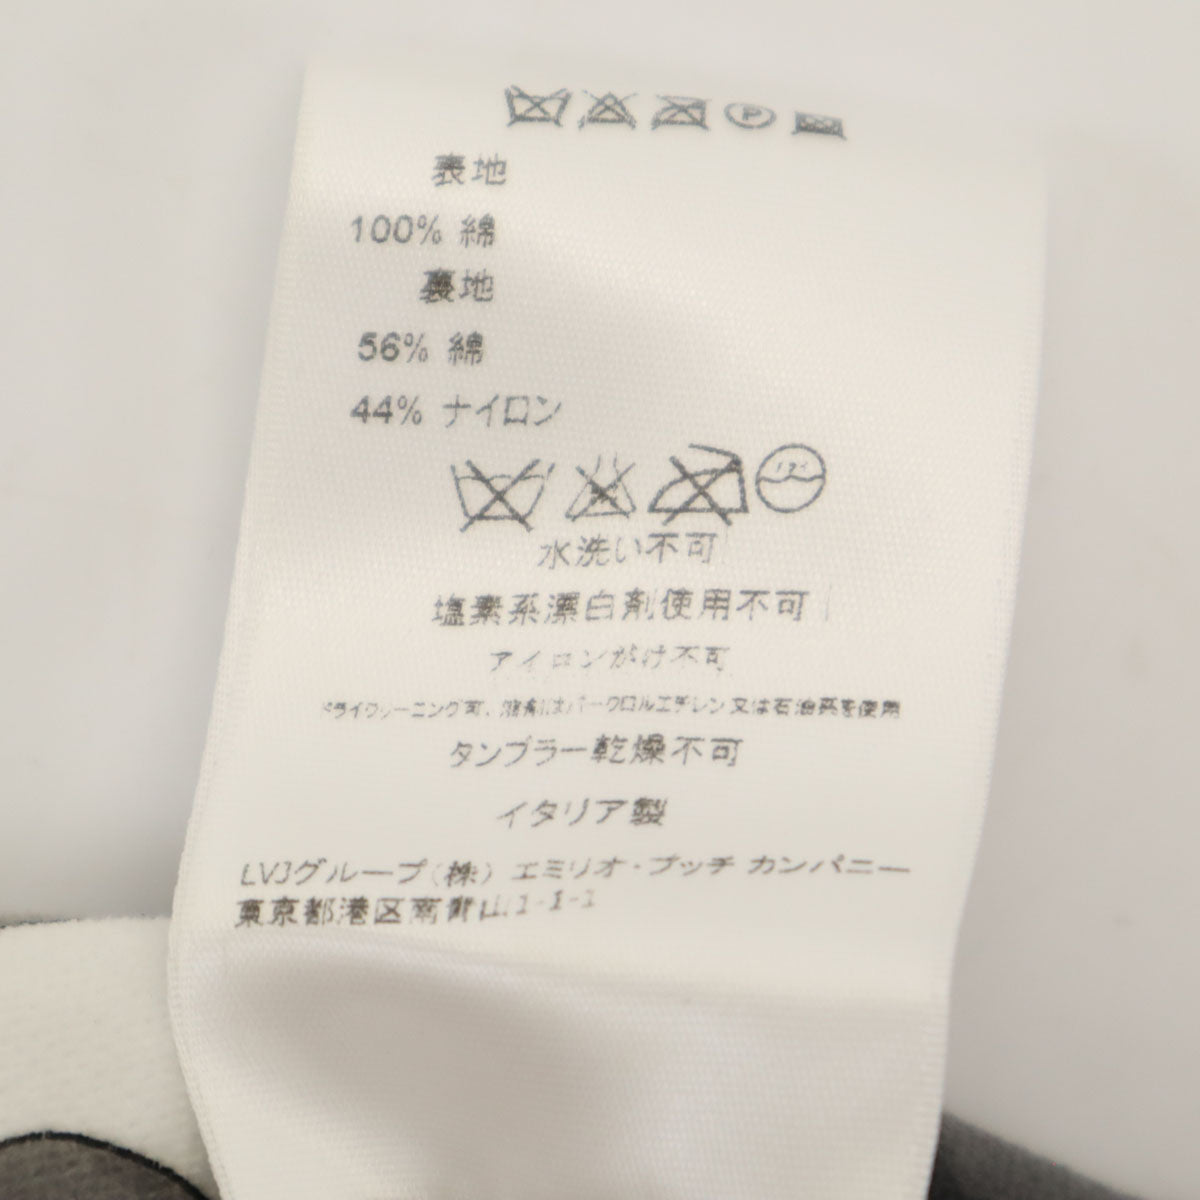 P
表地
100% 綿
裏地
56% 綿
44% ナイロン
ドライ
水洗い不可
塩素系漂白剤使用不可
アイロンがけ不可
ドライクリーニング可、溶剤はパークロルエチレン又は石油系を使用
タンブラー乾燥不可
イタリア製
LVJグループ(株) エミリオ・プッチ カンパニー
東京都港区南青山1-1-1